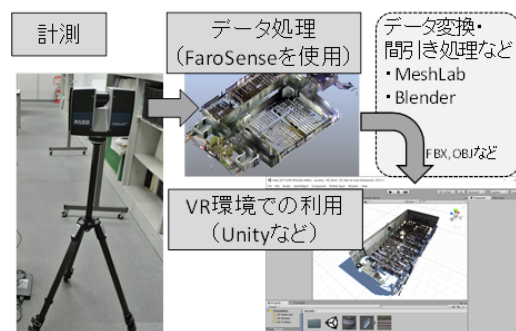 計測
データ処理
（FaroSenseを使用）
データ変換・
間引き処理など
・MeshLab
・Blender
FARO
FBX,OBJなど
VR環境での利用
（Unityなど）